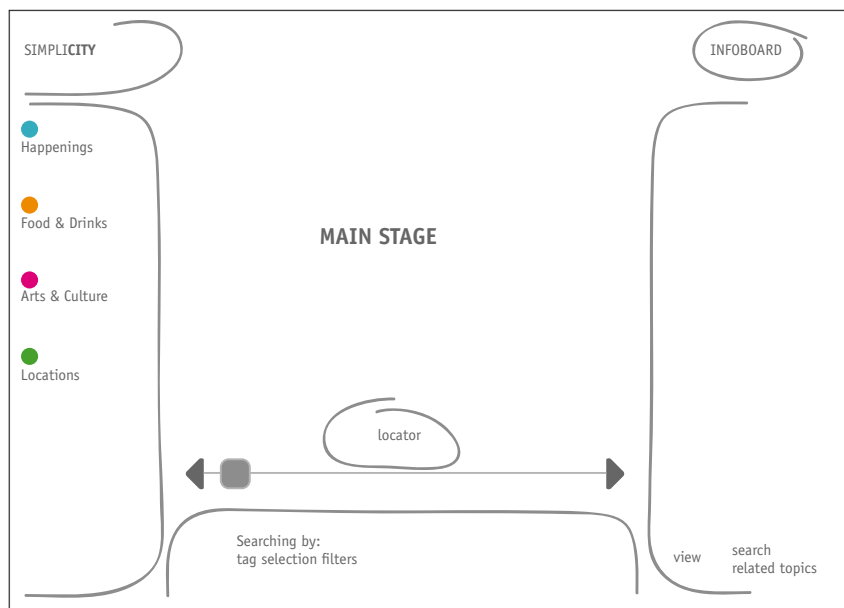 SIMPLICITY
INFOBOARD
Happenings
Food & Drinks
MAIN STAGE
Arts & Culture
Locations
locator
Searching by:
tag selection filters
view
search
related topics